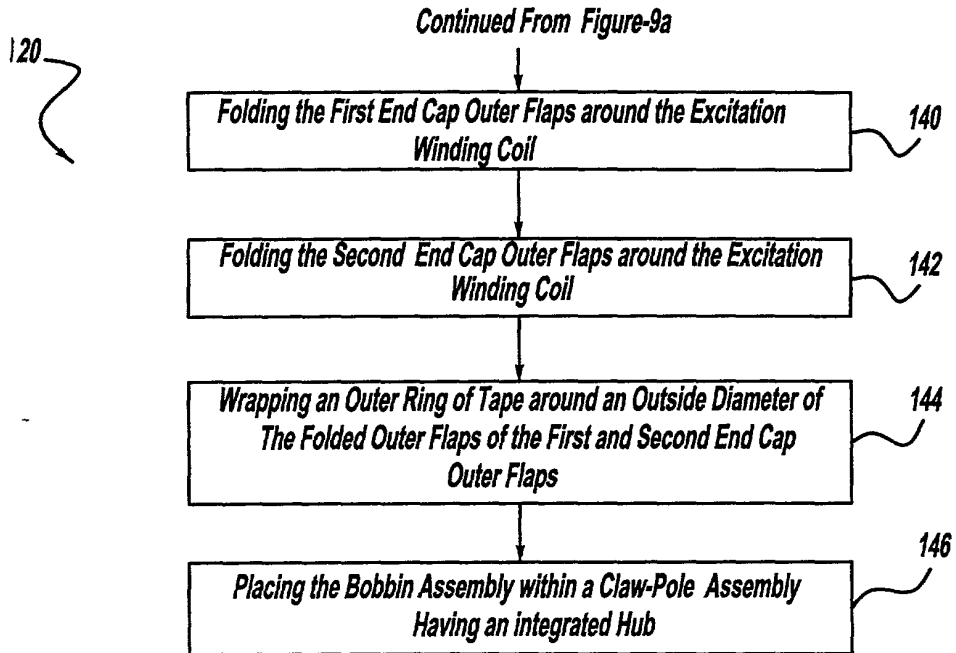 Continued From Figure-9a
120
Folding the First End Cap Outer Flaps around the Excitation
Winding Coil
140
Folding the Second End Cap Outer Flaps around the Excitation
Winding Coil
142
Wrapping an Outer Ring of Tape around an Outside Diameter of
The Folded Outer Flaps of the First and Second End Cap
Outer Flaps
144
Placing the Bobbin Assembly within a Claw-Pole Assembly
Having an integrated Hub
146